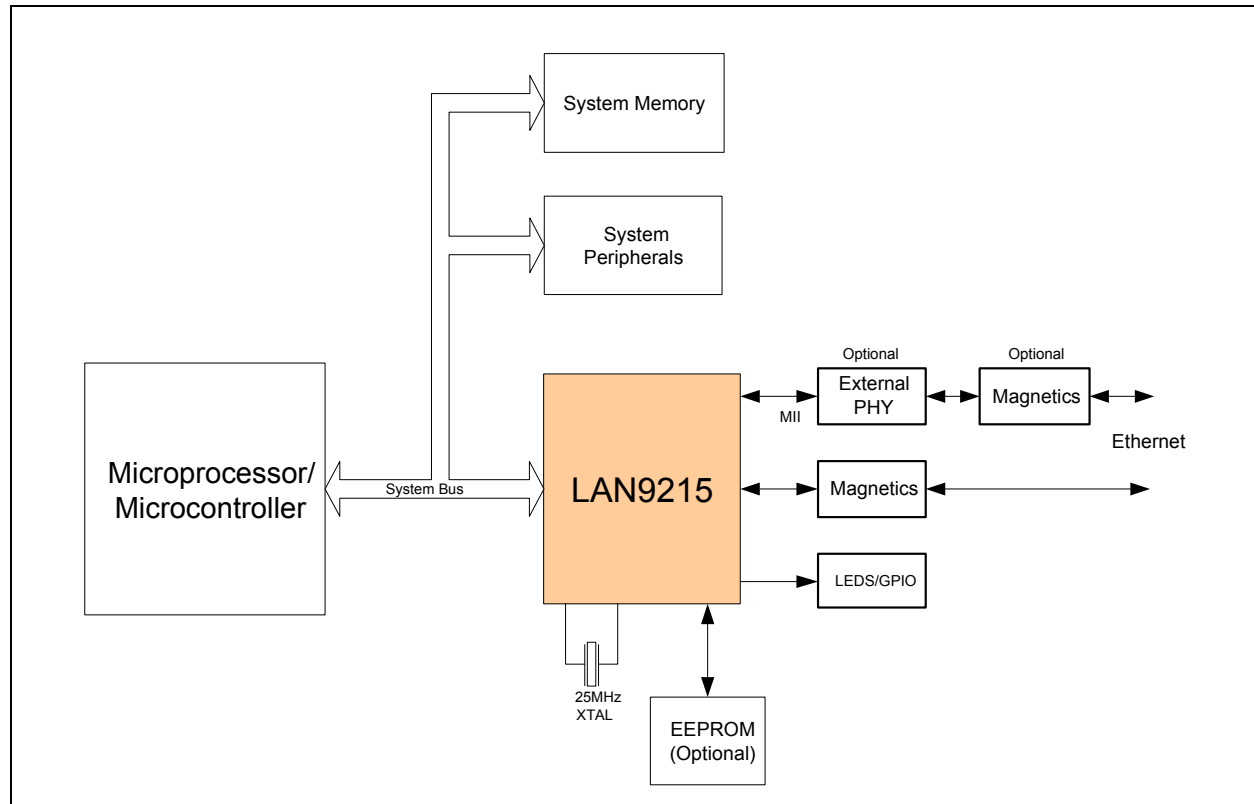 System Memory
System
Peripherals
Optional
Optional
External
PHY
Magnetics
MII
Ethernet
Microprocessor/
Microcontroller
System Bus
LAN9215
Magnetics
LEDS/GPIO
25MHz
XTAL
EEPROM
(Optional)